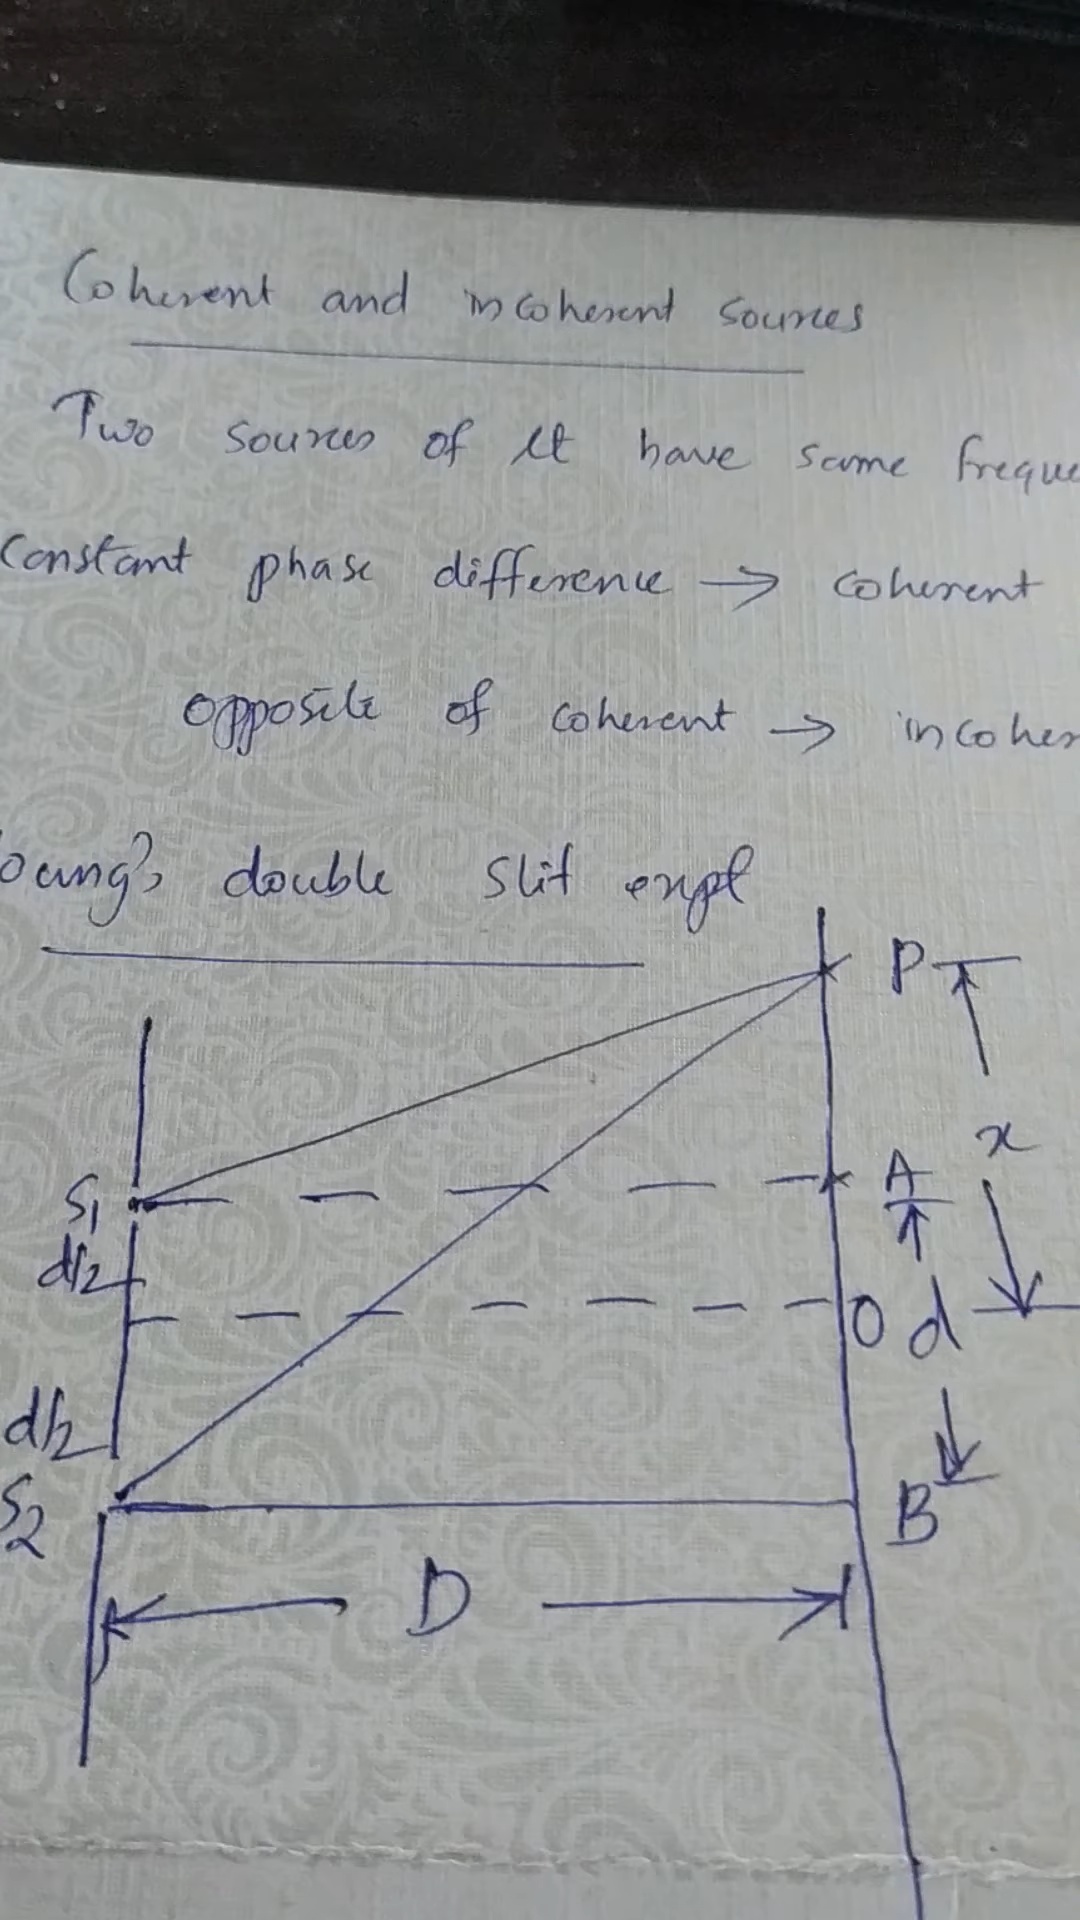 Coherent and incoherent sources
Two sources of lt have same freque
Constant phase difference → coherent
opposite of coherent → incoher
oung's double slit expt
P
x
S1
A
d/2
O
d
d/2
S2
B
D